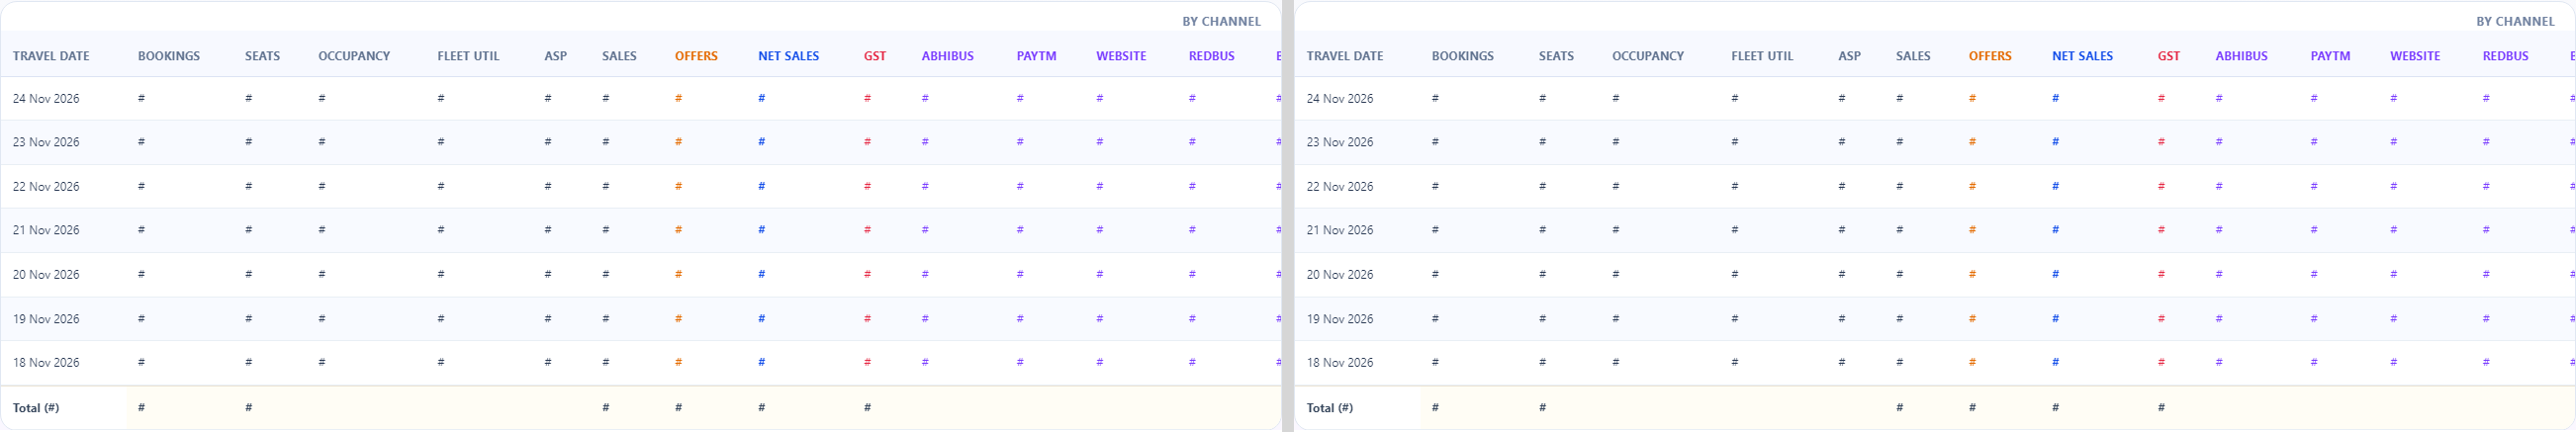 BY CHANNEL
TRAVEL DATE BOOKINGS SEATS OCCUPANCY FLEET UTIL ASP SALES OFFERS NET SALES GST ABHIBUS PAYTM WEBSITE REDBUS
24 Nov 2026 # # # # # # # # # # # # # #
23 Nov 2026 # # # # # # # # # # # # # #
22 Nov 2026 # # # # # # # # # # # # # #
21 Nov 2026 # # # # # # # # # # # # # #
20 Nov 2026 # # # # # # # # # # # # # #
19 Nov 2026 # # # # # # # # # # # # # #
18 Nov 2026 # # # # # # # # # # # # # #
Total (#) # # # # # #
BY CHANNEL
TRAVEL DATE BOOKINGS SEATS OCCUPANCY FLEET UTIL ASP SALES OFFERS NET SALES GST ABHIBUS PAYTM WEBSITE REDBUS
24 Nov 2026 # # # # # # # # # # # # # #
23 Nov 2026 # # # # # # # # # # # # # #
22 Nov 2026 # # # # # # # # # # # # # #
21 Nov 2026 # # # # # # # # # # # # # #
20 Nov 2026 # # # # # # # # # # # # # #
19 Nov 2026 # # # # # # # # # # # # # #
18 Nov 2026 # # # # # # # # # # # # # #
Total (#) # # # # # #